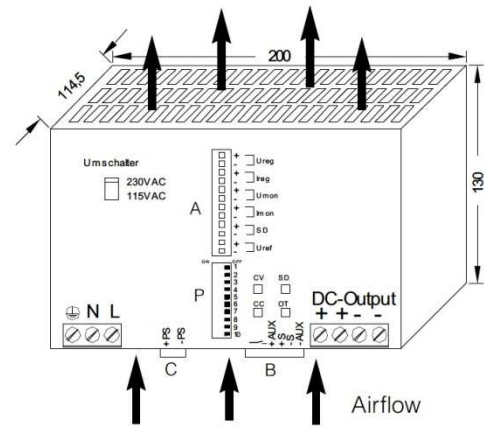 200
114,5
130
Umschalter
230VAC
115VAC
A
+ Ureg
-
+ Ireg
-
+ Umon
-
+ Imon
-
+ SD
-
+ Uref
-
ON OFF
P
1
2
3
4
5
6
7
8
9
10
CV SD
CC OT
DC-Output
+ + - -
N L
+PS
-PS
C
+AUX
+S
-S
-AUX
B
Airflow